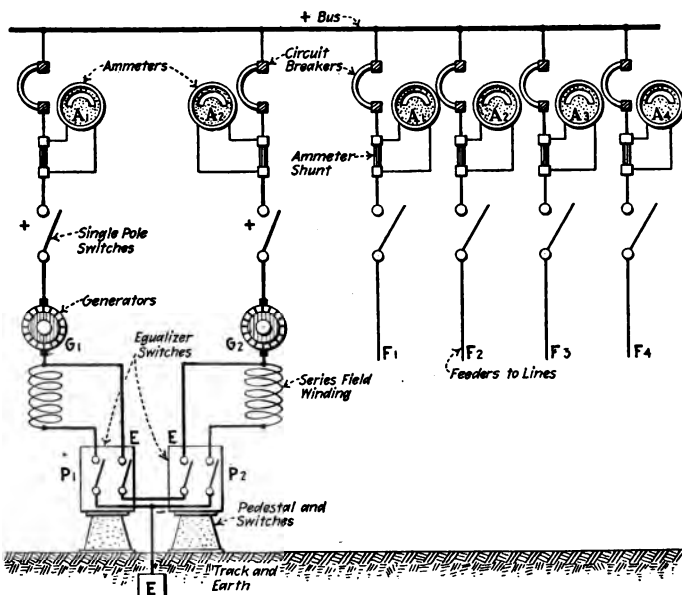 + Bus
Ammeters
Circuit
Breakers
A
A2
A1
A2
A3
A4
Ammeter
Shunt
+
Single Pole
Switches
+
Generators
G1
Equalizer
Switches
G2
F1
F2
F3
F4
Feeders to Lines
Series Field
Winding
E
E
P1
P2
Pedestal and
Switches
Track and
Earth
E